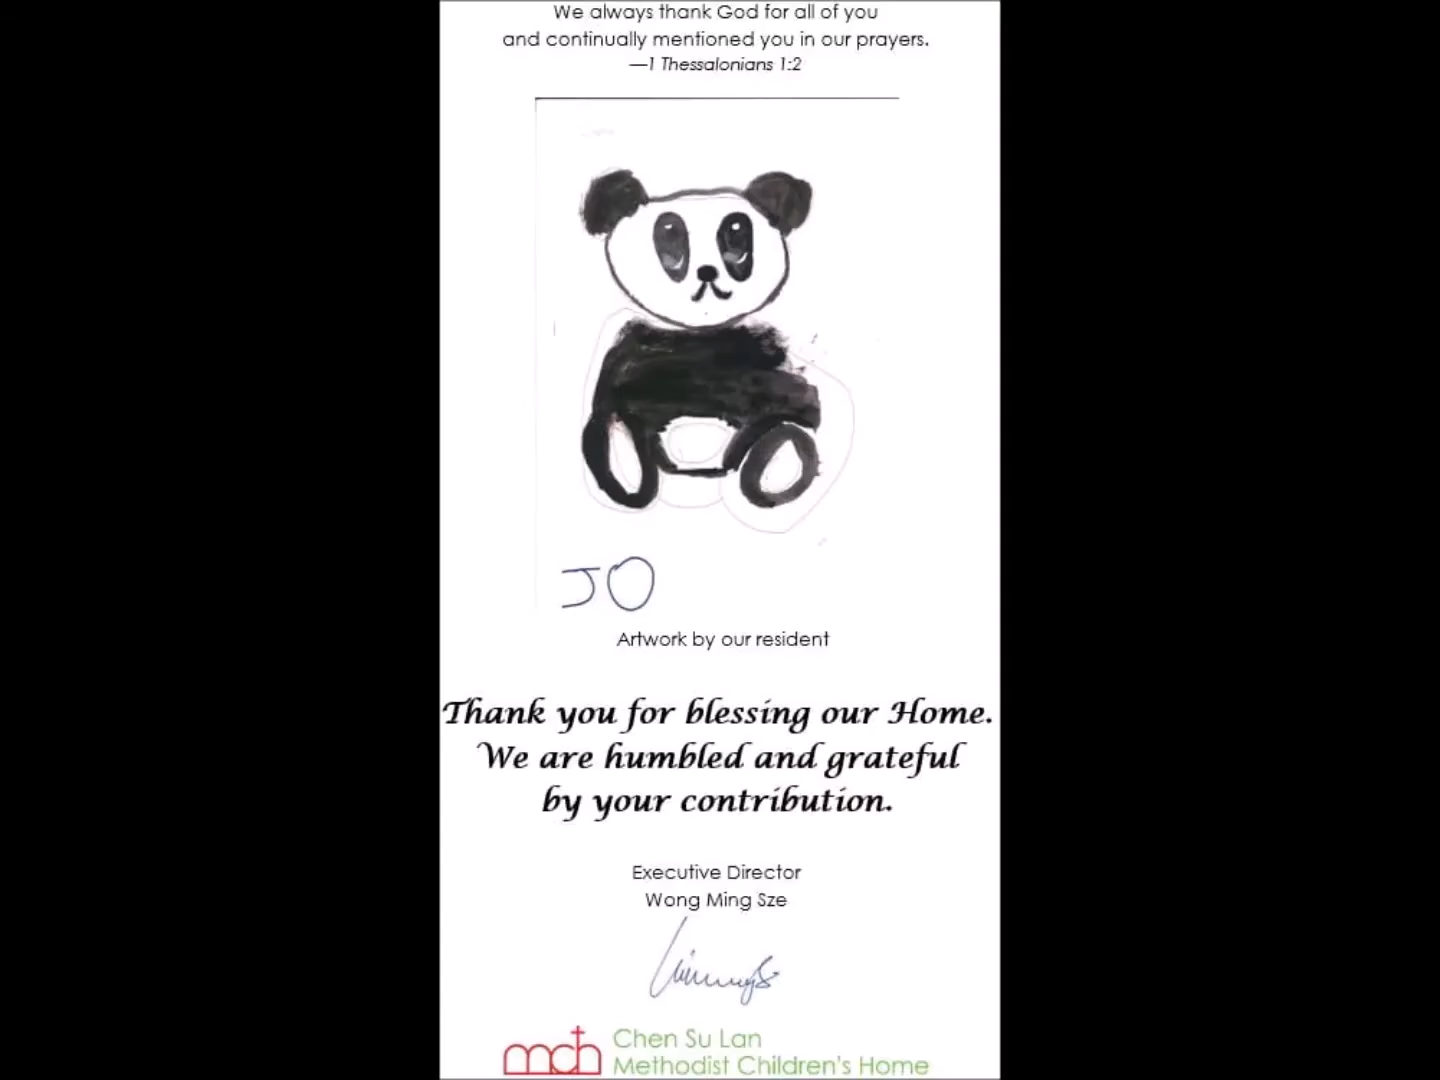 We always thank God for all of you
and continually mentioned you in our prayers.
—1 Thessalonians 1:2
JO
Artwork by our resident
Thank you for blessing our Home.
We are humbled and grateful
by your contribution.
Executive Director
Wong Ming Sze
mch
Chen Su Lan
Methodist Children's Home